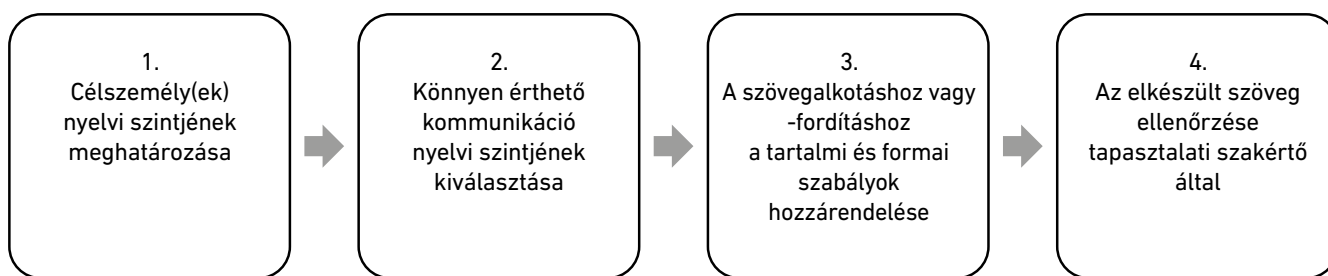 1.
Célszemély(ek)
nyelvi szintjének
meghatározása
2.
Könnyen érthető
kommunikáció
nyelvi szintjének
kiválasztása
3.
A szövegalkotáshoz vagy
-fordításhoz
a tartalmi és formai
szabályok
hozzárendelése
4.
Az elkészült szöveg
ellenőrzése
tapasztalati szakértő
által